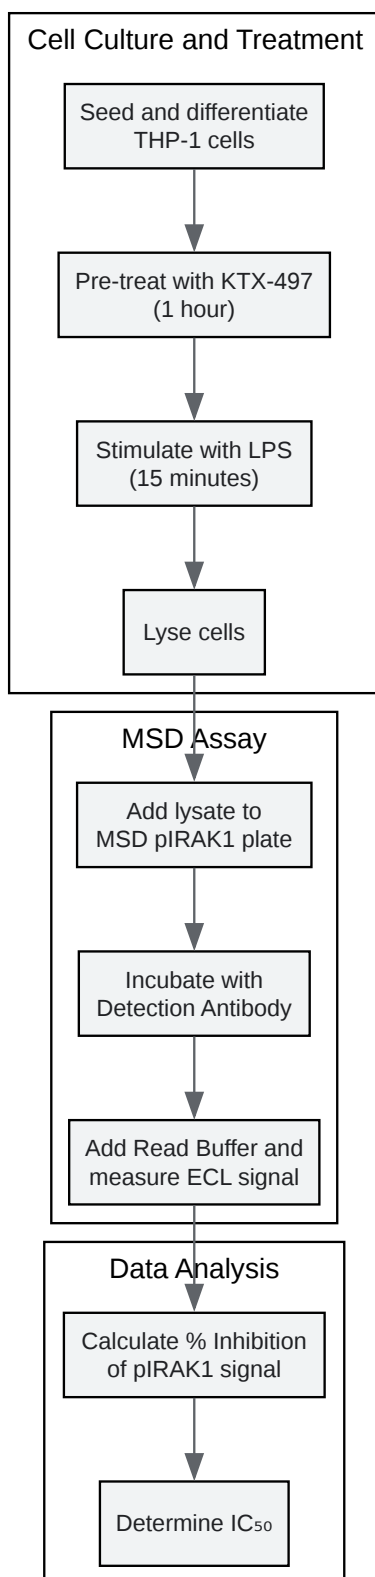 Cell Culture and Treatment
Seed and differentiate
THP-1 cells
Pre-treat with KTX-497
(1 hour)
Stimulate with LPS
(15 minutes)
Lyse cells
MSD Assay
Add lysate to
MSD pIRAK1 plate
Incubate with
Detection Antibody
Add Read Buffer and
measure ECL signal
Data Analysis
Calculate % Inhibition
of pIRAK1 signal
Determine IC₅₀